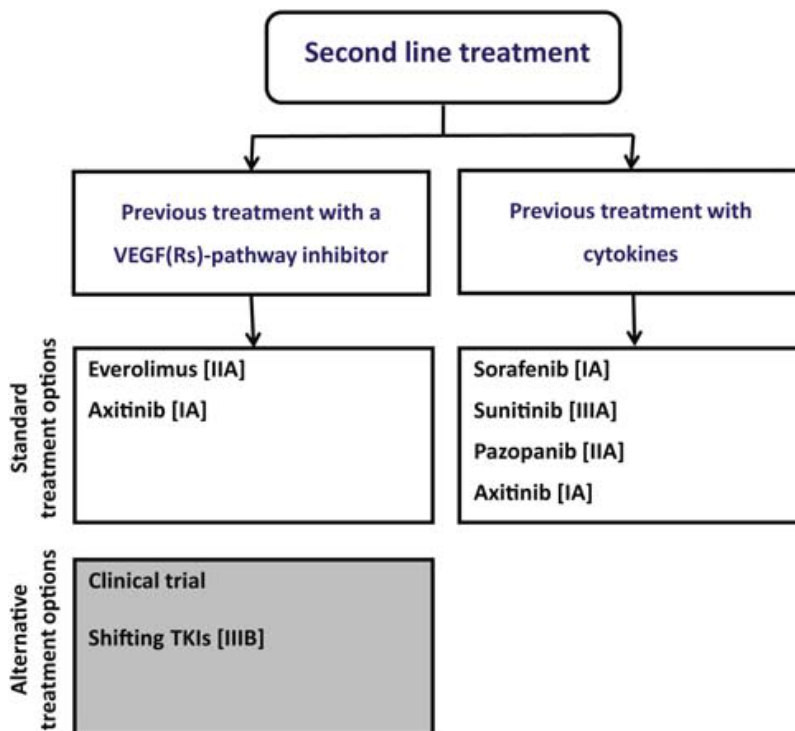 Second line treatment
Previous treatment with a
VEGF(Rs)-pathway inhibitor
Previous treatment with
cytokines
Standard
treatment options
Everolimus [IIA]
Axitinib [IA]
Sorafenib [IA]
Sunitinib [IIIA]
Pazopanib [IIA]
Axitinib [IA]
Alternative
treatment options
Clinical trial
Shifting TKIs [IIIB]